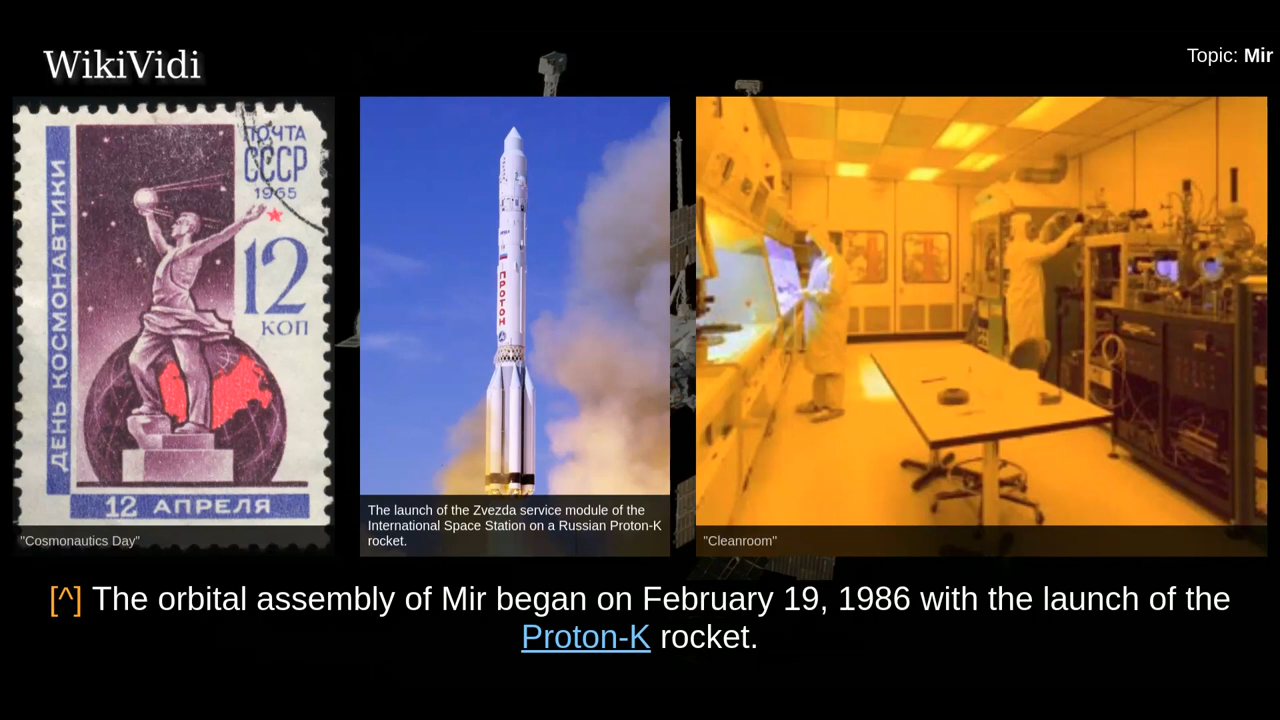 WikiVidi
Topic: Mir
ПОЧТА
СССР
1965
12
КОП
ДЕНЬ КОСМОНАВТИКИ
12 АПРЕЛЯ
"Cosmonautics Day"
ПРОТОН
The launch of the Zvezda service module of the
International Space Station on a Russian Proton-K
rocket.
"Cleanroom"
[^] The orbital assembly of Mir began on February 19, 1986 with the launch of the
Proton-K rocket.